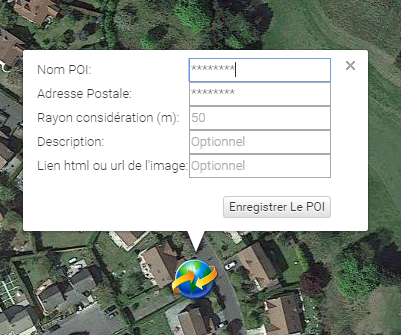 Nom POI: ********
Adresse Postale: ********
Rayon considération (m): 50
Description: Optionnel
Lien html ou url de l'image: Optionnel
Enregistrer Le POI